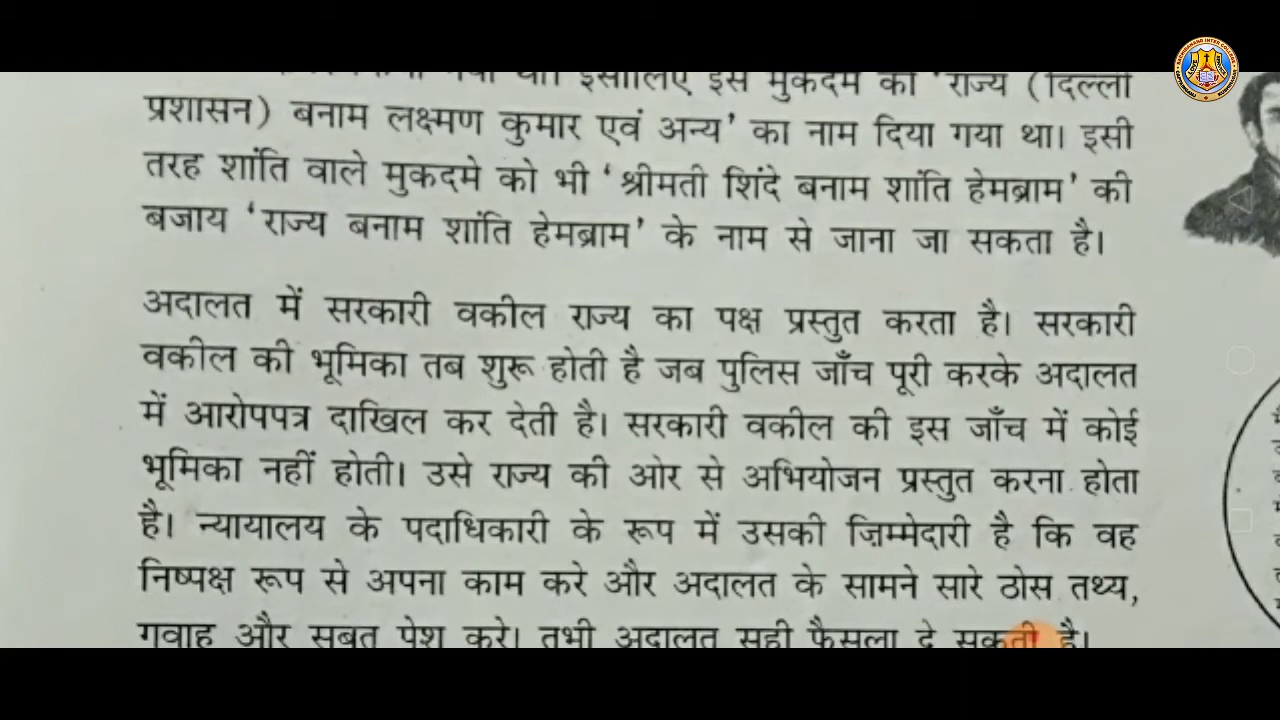 इसीलिए इस मुकदमे को 'राज्य (दिल्ली
प्रशासन) बनाम लक्ष्मण कुमार एवं अन्य' का नाम दिया गया था। इसी
तरह शांति वाले मुकदमे को भी 'श्रीमती शिंदे बनाम शांति हेमब्राम' की
बजाय 'राज्य बनाम शांति हेमब्राम' के नाम से जाना जा सकता है।
अदालत में सरकारी वकील राज्य का पक्ष प्रस्तुत करता है। सरकारी
वकील की भूमिका तब शुरू होती है जब पुलिस जाँच पूरी करके अदालत
में आरोपपत्र दाखिल कर देती है। सरकारी वकील की इस जाँच में कोई
भूमिका नहीं होती। उसे राज्य की ओर से अभियोजन प्रस्तुत करना होता
है। न्यायालय के पदाधिकारी के रूप में उसकी ज़िम्मेदारी है कि वह
निष्पक्ष रूप से अपना काम करे और अदालत के सामने सारे ठोस तथ्य,
गवाह और सबूत पेश करे। तभी अदालत सही फैसला दे सकती है।